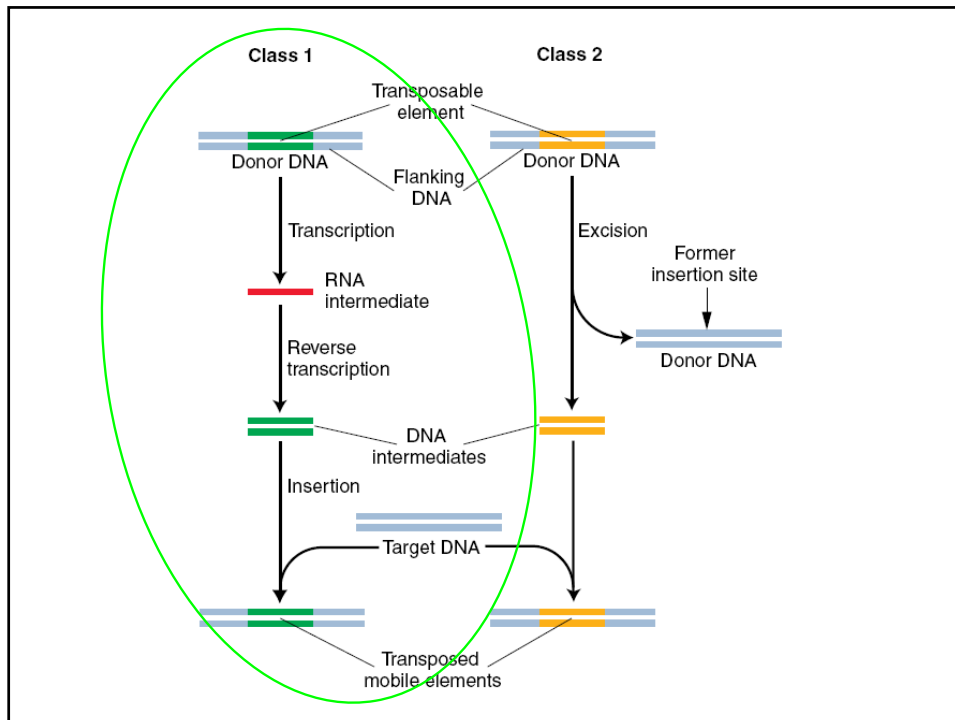 Class 1
Class 2
Transposable
element
Donor DNA
Donor DNA
Flanking
DNA
Transcription
Excision
Former
insertion site
RNA
intermediate
Donor DNA
Reverse
transcription
DNA
intermediates
Insertion
Target DNA
Transposed
mobile elements